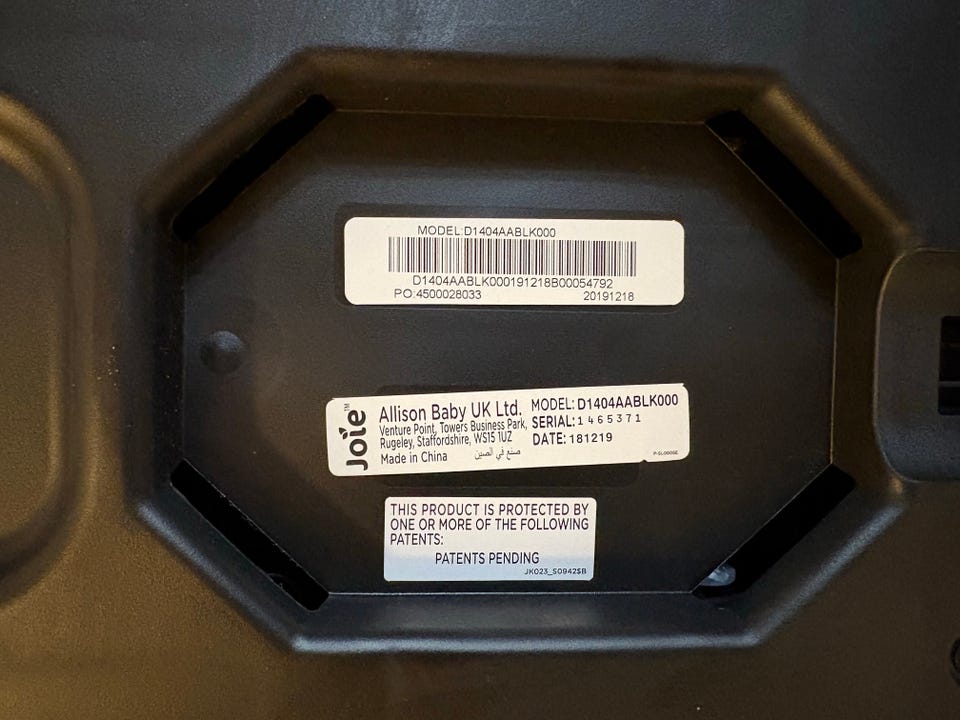 MODEL:D1404AABLK000
D1404AABLK000191218B00054792
PO:4500028033 20191218
Joie™
Allison Baby UK Ltd.
Venture Point, Towers Business Park,
Rugeley, Staffordshire, WS15 1UZ
Made in China صنع في الصين
MODEL: D1404AABLK000
SERIAL: 1465371
DATE: 181219
THIS PRODUCT IS PROTECTED BY
ONE OR MORE OF THE FOLLOWING
PATENTS:
PATENTS PENDING
JK023_S0942SB